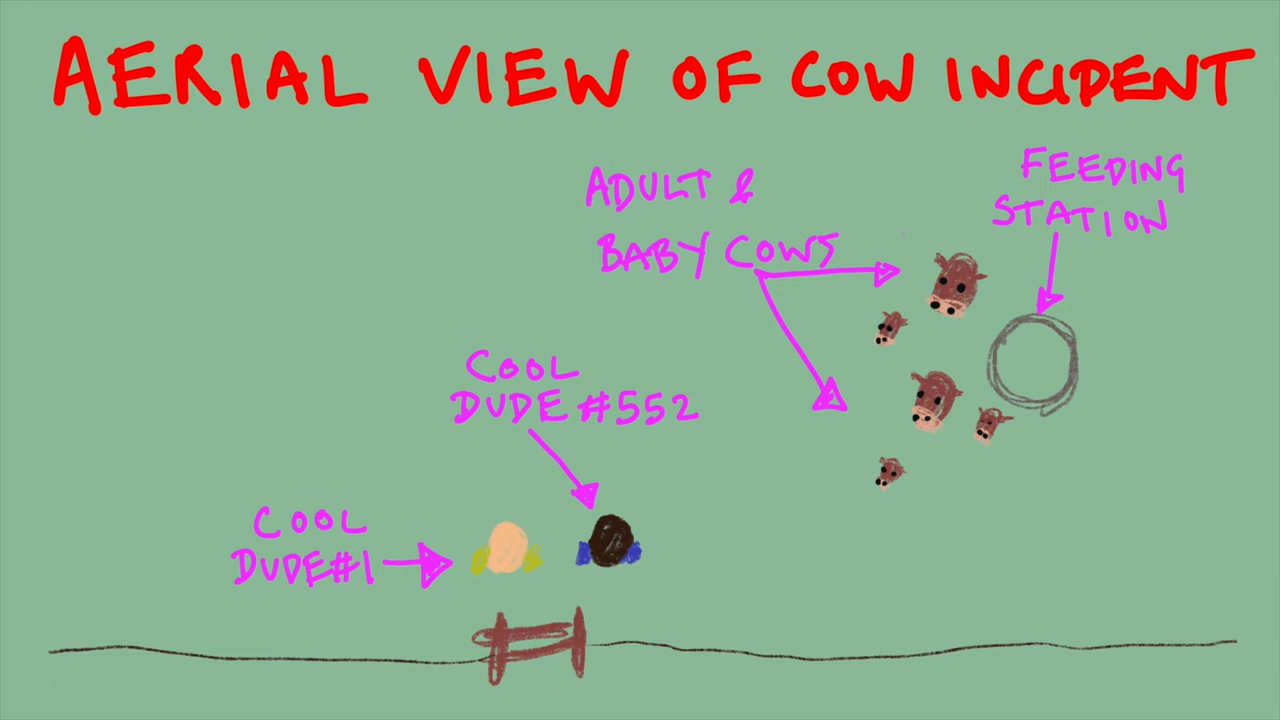 AERIAL VIEW OF COW INCIDENT
FEEDING
STATION
ADULT &
BABY COWS
COOL
DUDE #552
COOL
DUDE#1